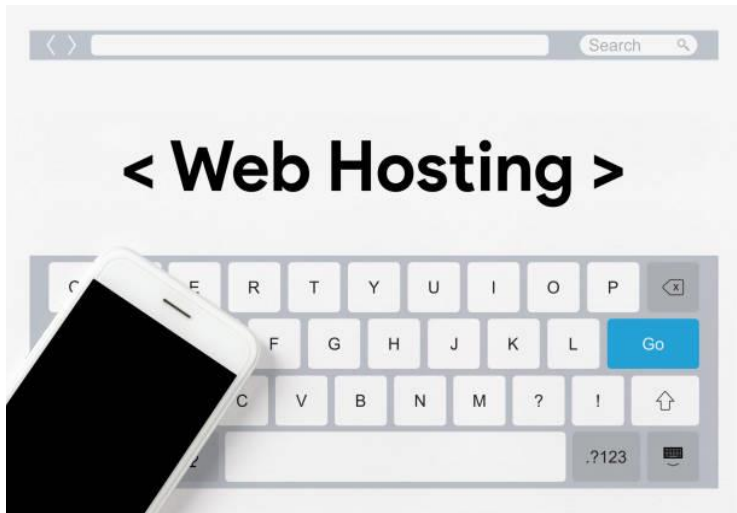 Search
< Web Hosting >
E R T Y U I O P
F G H J K L Go
C V B N M ? !
.?123